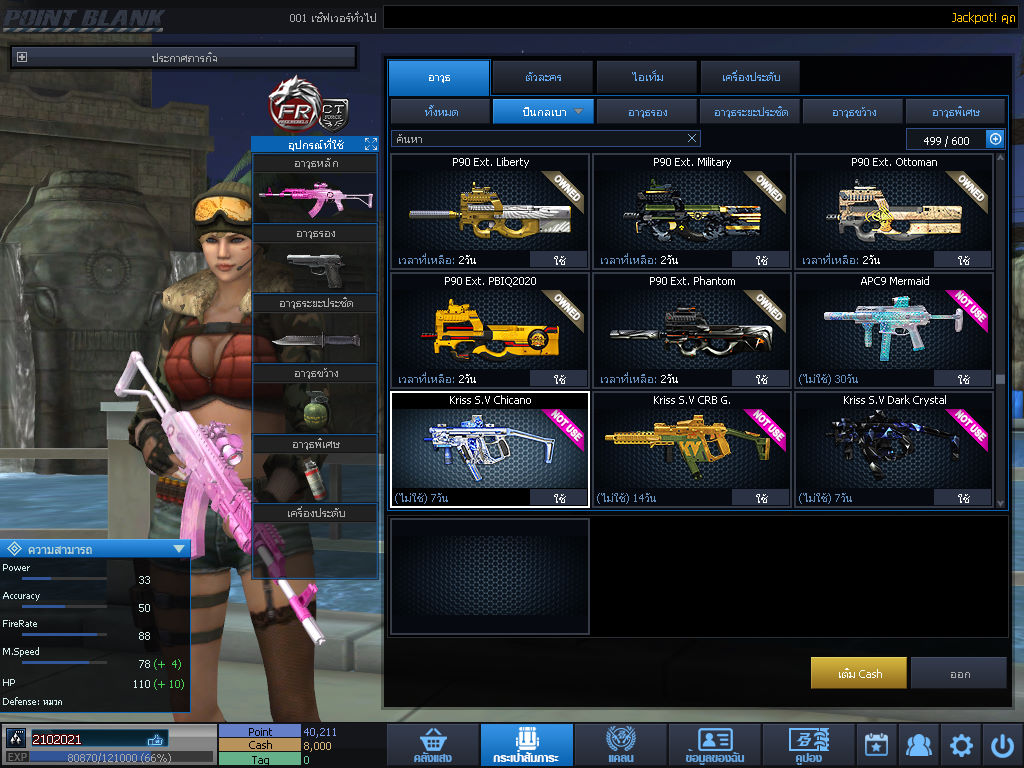 POINT BLANK
001 เซิฟเวอร์ทั่วไป
Jackpot! คุณ
ประกาศภารกิจ
FR
CT
FORCE
อุปกรณ์ที่ใช้
อาวุธหลัก
อาวุธรอง
อาวุธระยะประชิด
อาวุธขว้าง
อาวุธพิเศษ
เครื่องประดับ
อาวุธ
ตัวละคร
ไอเท็ม
เครื่องประดับ
ทั้งหมด
ปืนกลเบา
อาวุธรอง
อาวุธระยะประชิด
อาวุธขว้าง
อาวุธพิเศษ
ค้นหา
499 / 600
P90 Ext. Liberty
OWNED
เวลาที่เหลือ: 2วัน
ใช้
P90 Ext. Military
OWNED
เวลาที่เหลือ: 2วัน
ใช้
P90 Ext. Ottoman
OWNED
เวลาที่เหลือ: 2วัน
ใช้
P90 Ext. PBIQ2020
OWNED
เวลาที่เหลือ: 2วัน
ใช้
P90 Ext. Phantom
OWNED
เวลาที่เหลือ: 2วัน
ใช้
APC9 Mermaid
NOT USE
(ไม่ใช้) 30วัน
ใช้
Kriss S.V Chicano
NOT USE
(ไม่ใช้) 7วัน
ใช้
Kriss S.V CRB G.
NOT USE
(ไม่ใช้) 14วัน
ใช้
Kriss S.V Dark Crystal
NOT USE
(ไม่ใช้) 7วัน
ใช้
ความสามารถ
Power
33
Accuracy
50
FireRate
88
M.Speed
78 (+ 4)
HP
110 (+ 10)
Defense: หมวก
เติม Cash
ออก
2102021
EXP 80870/121000 (66%)
Point 40,211
Cash 8,000
Tag 0
คลังแสง
กระเป๋าสัมภาระ
แคลน
ข้อมูลของฉัน
คูปอง